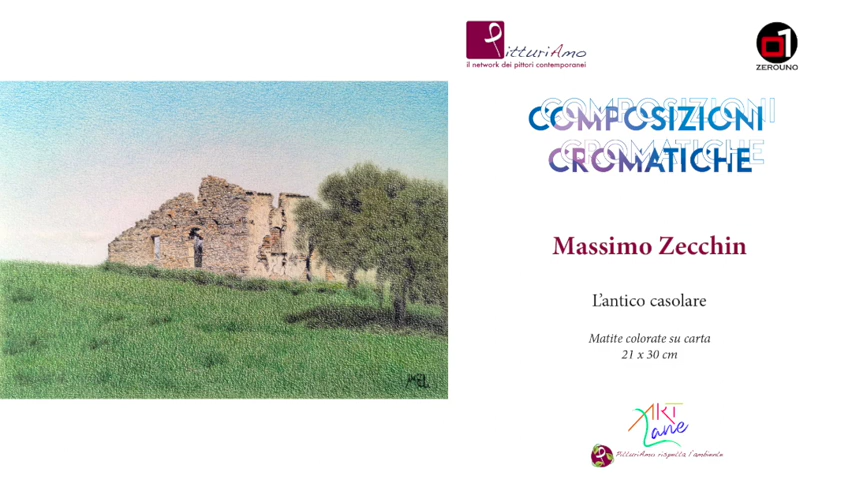 PitturiAmo
il network dei pittori contemporanei
ZEROUNO
COMPOSIZIONI
CROMATICHE
Massimo Zecchin
L'antico casolare
Matite colorate su carta
21 x 30 cm
ART
Lane
PitturiAmo rispetta l'ambiente